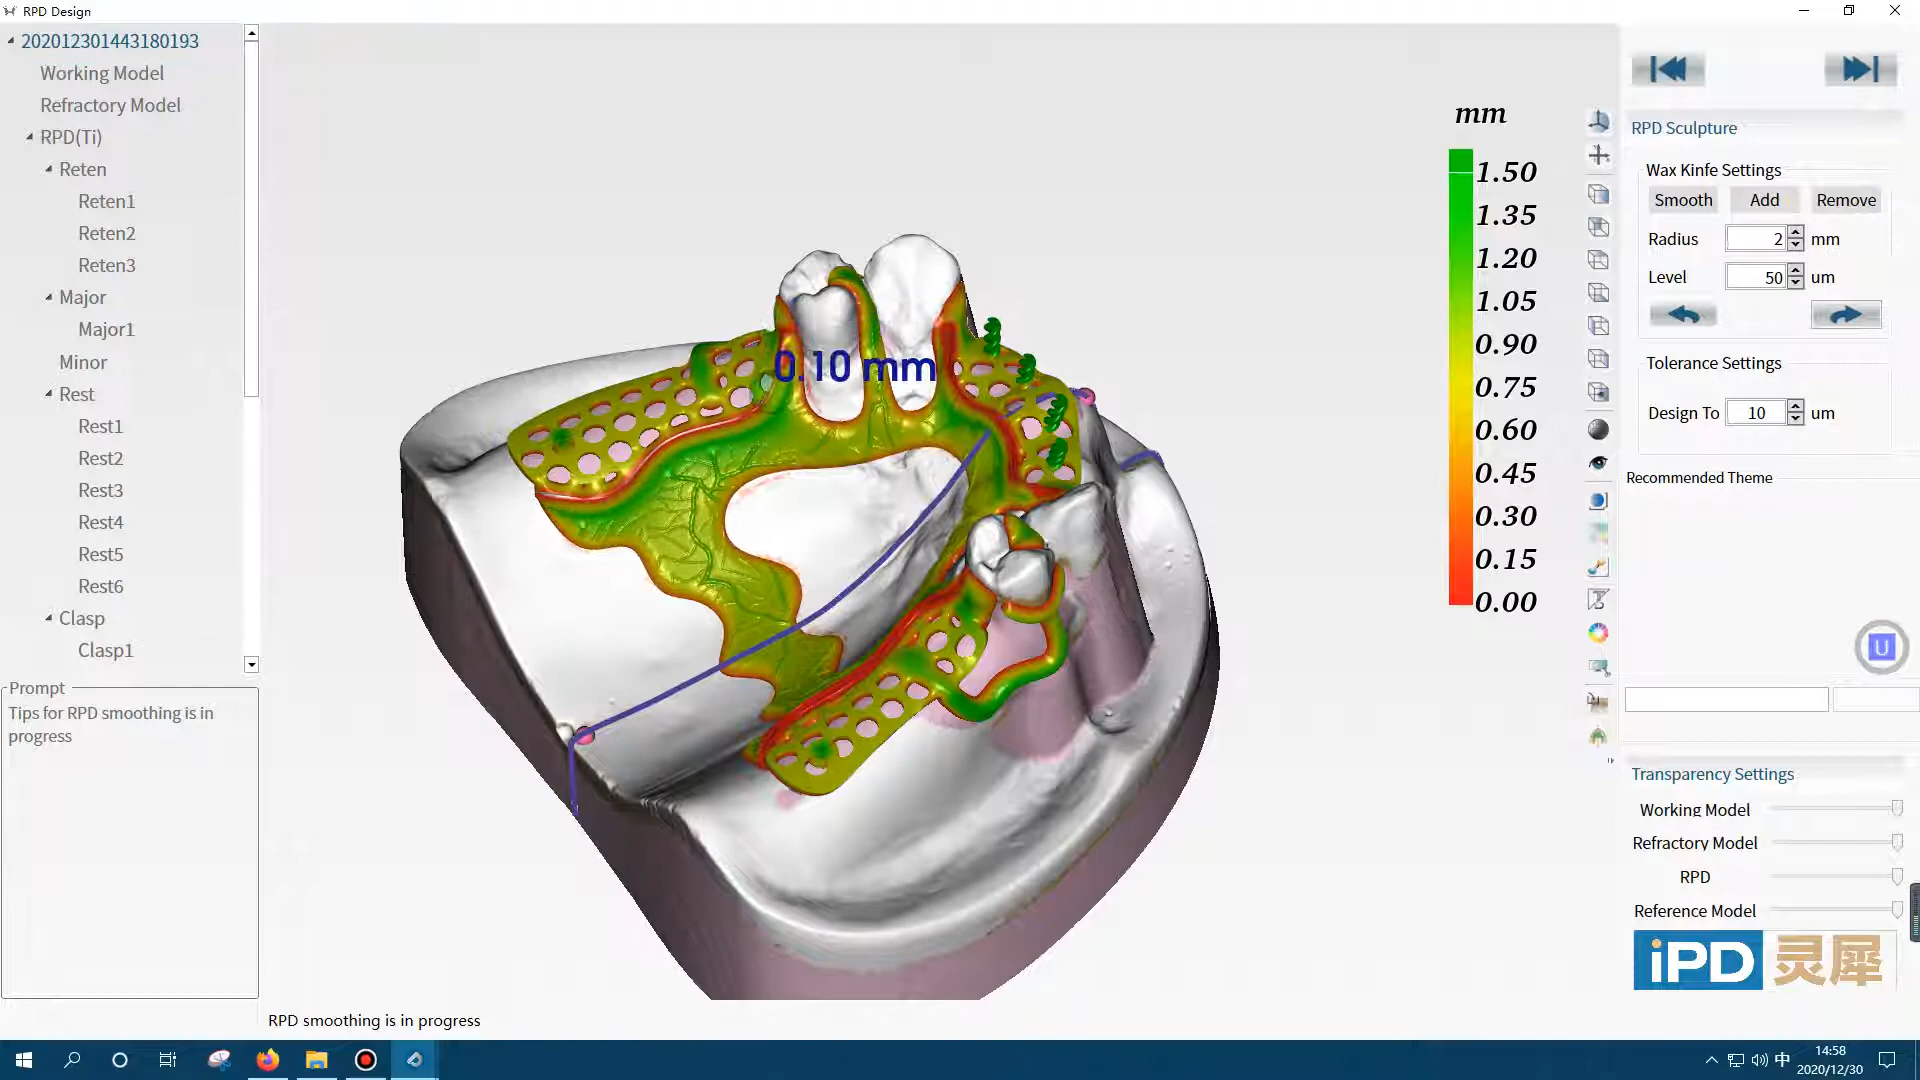 RPD Design
202012301443180193
Working Model
Refractory Model
RPD(Ti)
Reten
Reten1
Reten2
Reten3
Major
Major1
Minor
Rest
Rest1
Rest2
Rest3
Rest4
Rest5
Rest6
Clasp
Clasp1
Prompt
Tips for RPD smoothing is in
progress
0.10 mm
mm
1.50
1.35
1.20
1.05
0.90
0.75
0.60
0.45
0.30
0.15
0.00
RPD Sculpture
Wax Kinfe Settings
Smooth Add Remove
Radius 2 mm
Level 50 um
Tolerance Settings
Design To 10 um
Recommended Theme
U
Transparency Settings
Working Model
Refractory Model
RPD
Reference Model
iPD 灵犀
RPD smoothing is in progress
中
14:58
2020/12/30